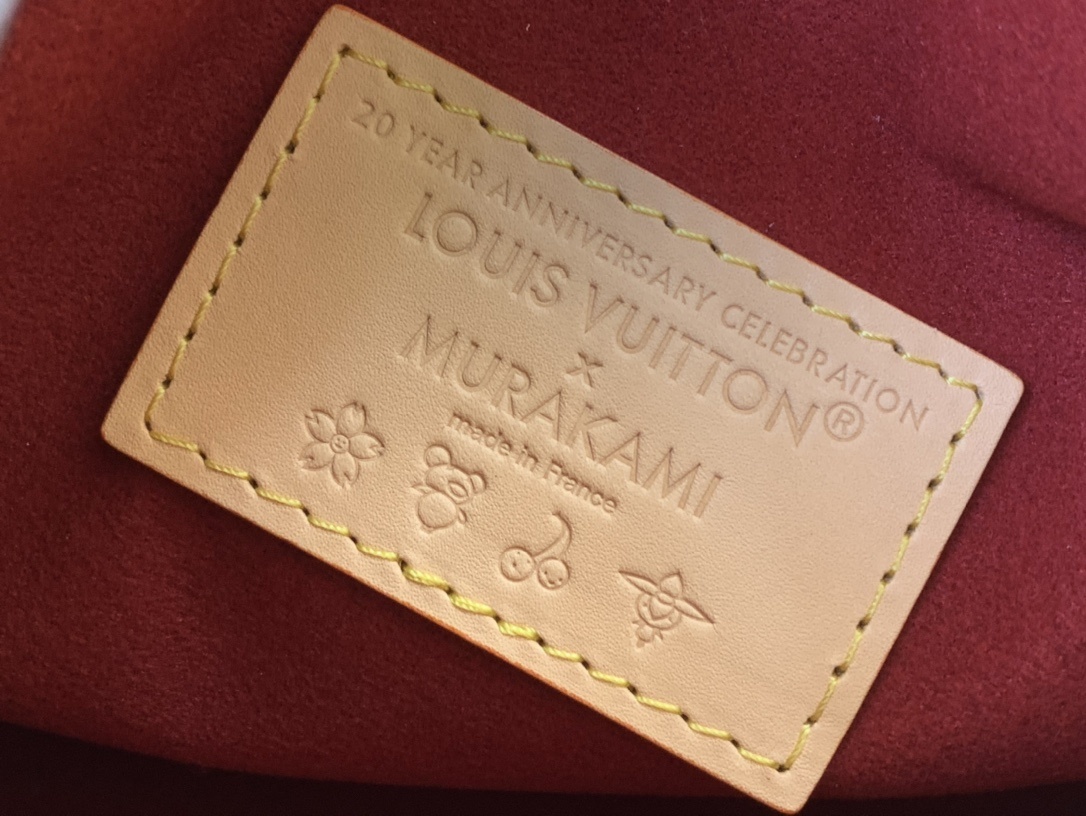 20 YEAR ANNIVERSARY CELEBRATION
LOUIS VUITTON®
x
MURAKAMI
made in France